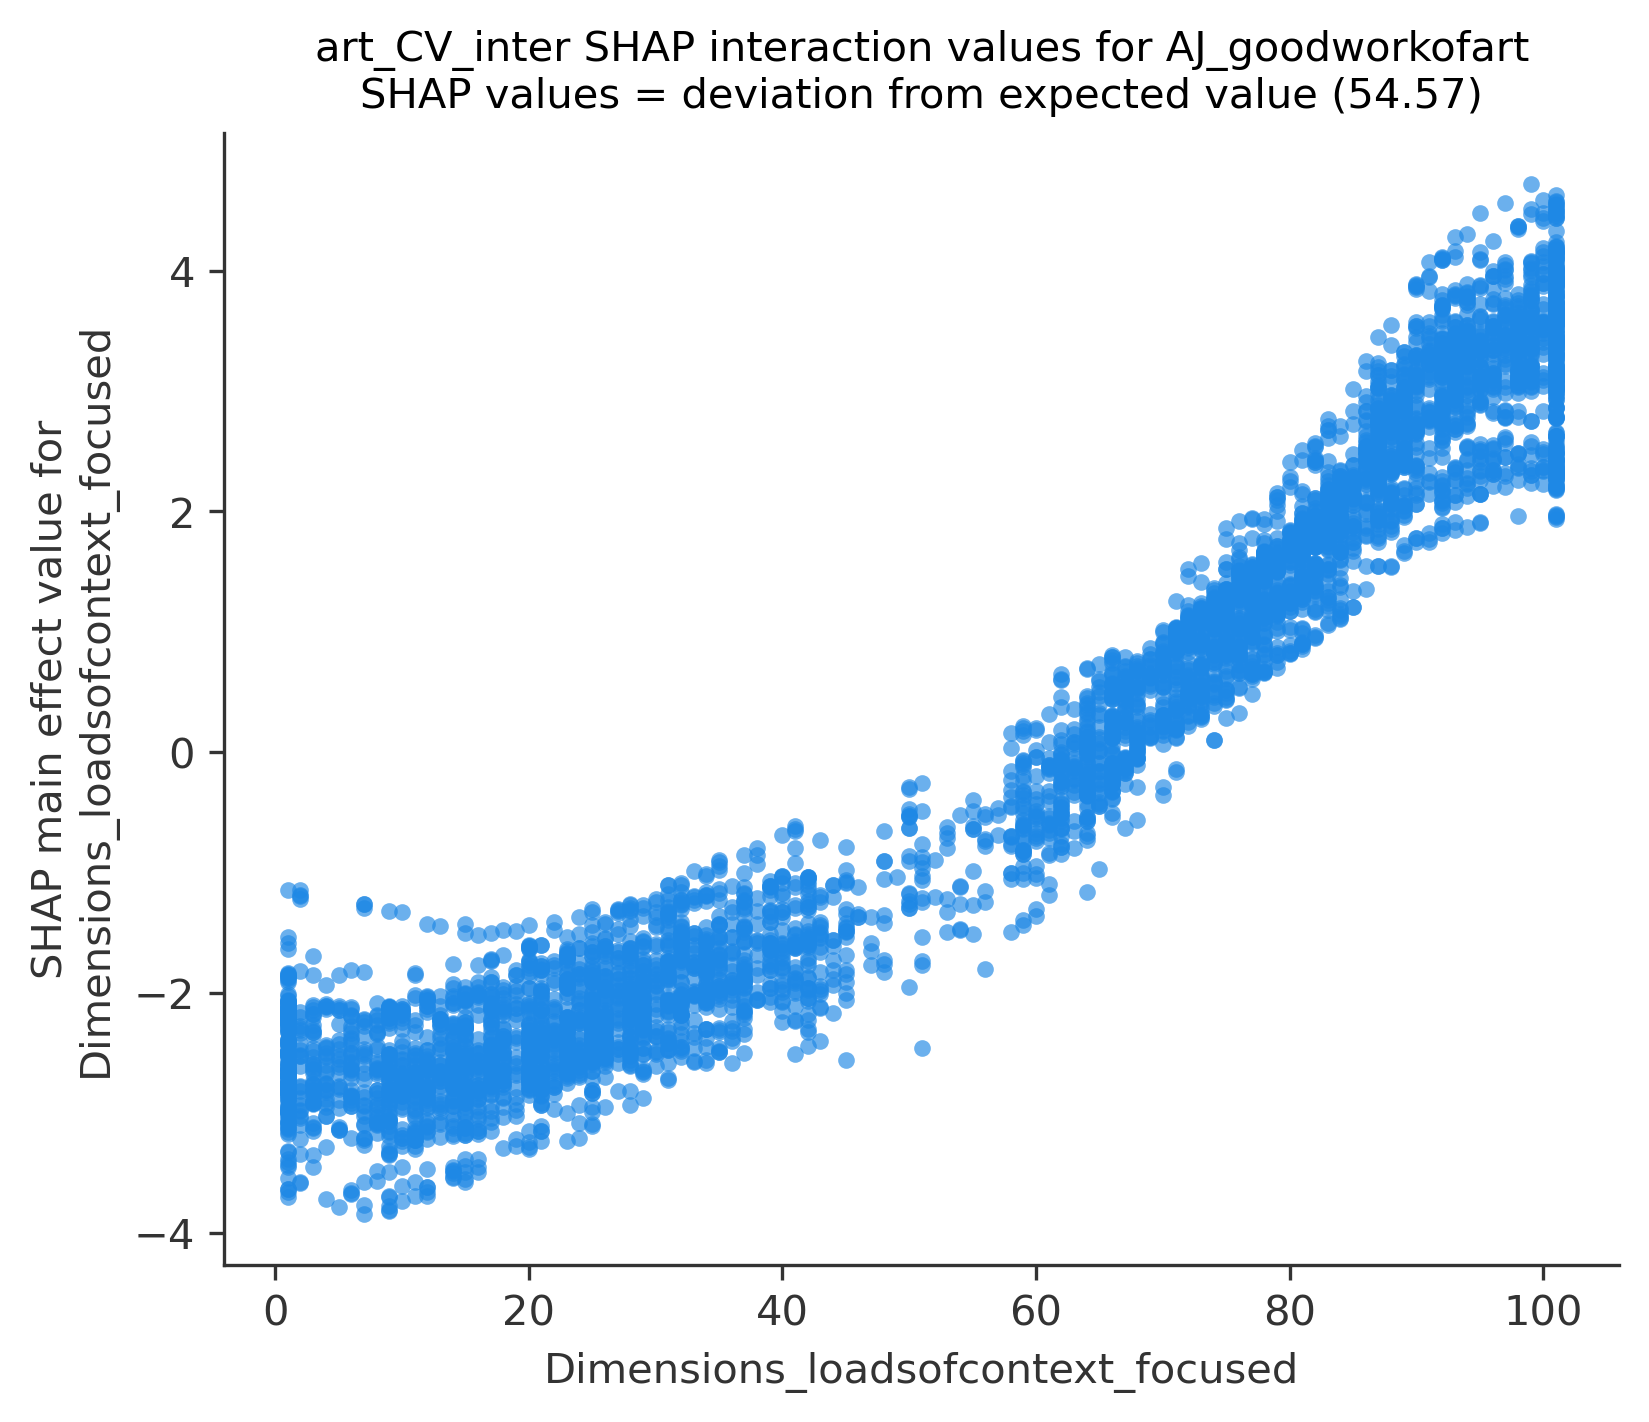 art_CV_inter SHAP interaction values for AJ_goodworkofart
SHAP values = deviation from expected value (54.57)
SHAP main effect value for
Dimensions_loadsofcontext_focused
4
2
0
−2
−4
0 20 40 60 80 100
Dimensions_loadsofcontext_focused